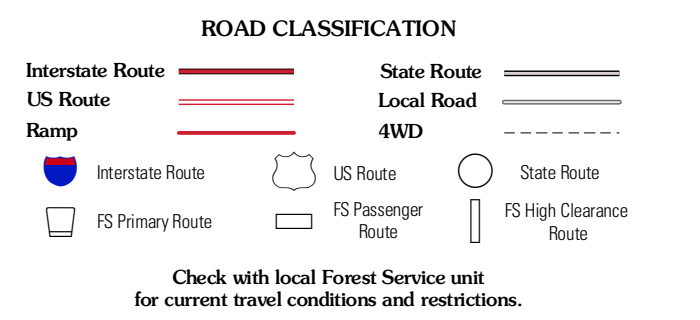 ROAD CLASSIFICATION
Interstate Route
State Route
US Route
Local Road
Ramp
4WD
Interstate Route
US Route
State Route
FS Primary Route
FS Passenger
Route
FS High Clearance
Route
Check with local Forest Service unit
for current travel conditions and restrictions.